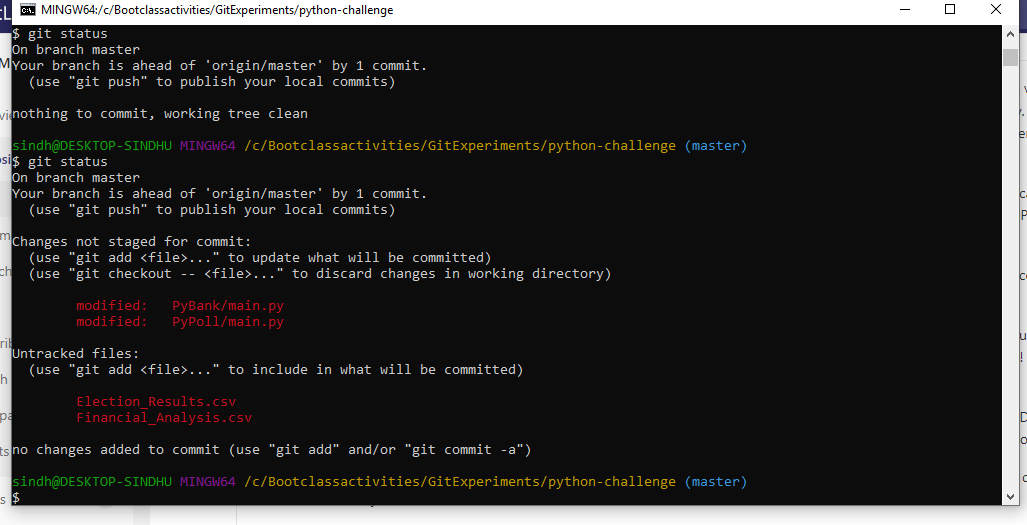 MINGW64:/c/Bootclassactivities/GitExperiments/python-challenge
$ git status
On branch master
Your branch is ahead of 'origin/master' by 1 commit.
  (use "git push" to publish your local commits)
nothing to commit, working tree clean
sindh@DESKTOP-SINDHU MINGW64 /c/Bootclassactivities/GitExperiments/python-challenge (master)
$ git status
On branch master
Your branch is ahead of 'origin/master' by 1 commit.
  (use "git push" to publish your local commits)
Changes not staged for commit:
  (use "git add <file>..." to update what will be committed)
  (use "git checkout -- <file>..." to discard changes in working directory)
        modified:   PyBank/main.py
        modified:   PyPoll/main.py
Untracked files:
  (use "git add <file>..." to include in what will be committed)
        Election_Results.csv
        Financial_Analysis.csv
no changes added to commit (use "git add" and/or "git commit -a")
sindh@DESKTOP-SINDHU MINGW64 /c/Bootclassactivities/GitExperiments/python-challenge (master)
$